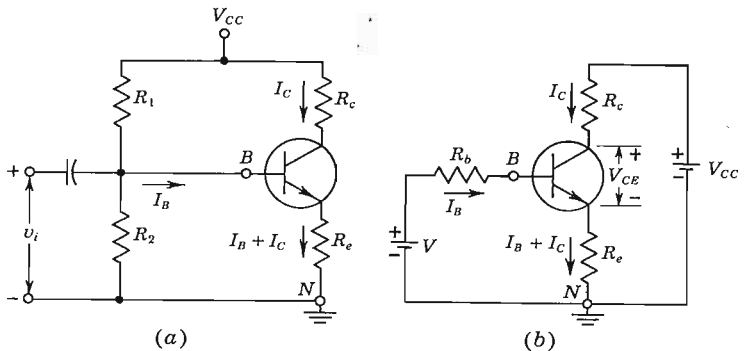 V_CC
R_1
I_C
R_c
B
+
I_B
v_i
R_2
I_B + I_C
R_e
N
−
(a)
I_C
R_c
R_b
B
+
V_CE
−
+
−
V_CC
I_B
+
−
V
I_B + I_C
R_e
N
(b)